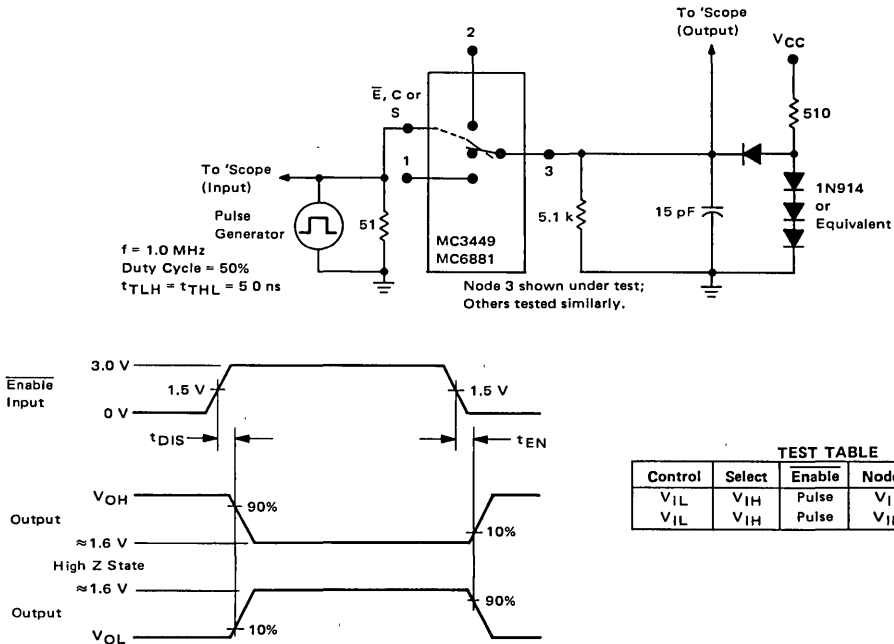 To 'Scope
(Output)
VCC
2
510
E̅, C or
S
1
3
To 'Scope
(Input)
Pulse
Generator
51
5.1 k
15 pF
1N914
or
Equivalent
MC3449
MC6881
f = 1.0 MHz
Duty Cycle = 50%
tTLH = tTHL = 5 0 ns
Node 3 shown under test;
Others tested similarly.
3.0 V
E̅n̅a̅b̅l̅e̅
Input
1.5 V
1.5 V
0 V
tDIS
tEN
VOH
90%
Output
10%
≈1.6 V
High Z State
≈1.6 V
90%
Output
10%
VOL
TEST TABLE
Control Select E̅n̅a̅b̅l̅e̅
VIL VIH Pulse
VIL VIH Pulse